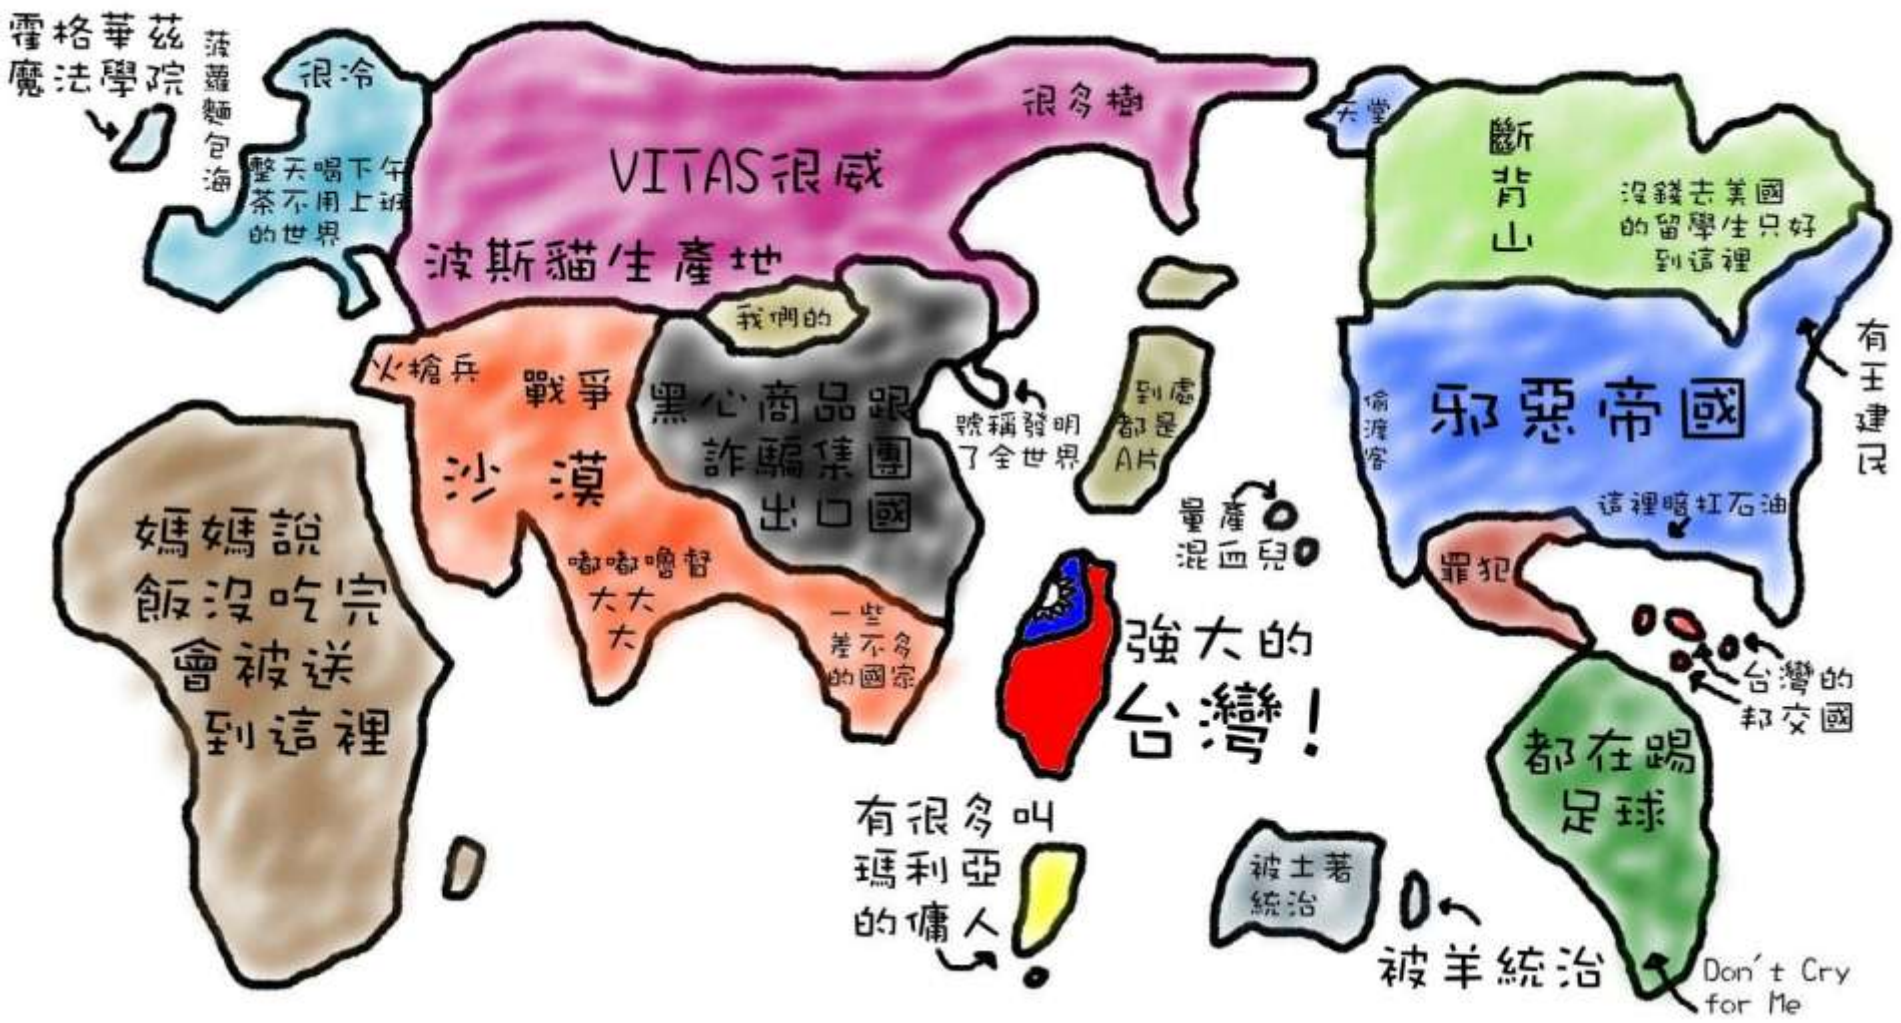 霍格華茲
魔法學院
菠蘿麵包海
很冷
整天喝下午
茶不用上班
的世界
VITAS很威
很多樹
波斯貓生產地
我們的
火槍兵
戰爭
沙漠
黑心商品跟
詐騙集團
出口國
號稱發明
了全世界
到處
都是
A片
嘟嘟嚕督
大大
大
一些
差不多
的國家
媽媽說
飯沒吃完
會被送
到這裡
量產
混血兒
強大的
台灣!
有很多叫
瑪利亞
的傭人
被土著
統治
被羊統治
天堂
斷背山
沒錢去美國
的留學生只好
到這裡
邪惡帝國
偷渡客
有王建民
這裡暗扛石油
罪犯
台灣的
邦交國
都在踢
足球
Don't Cry
for Me